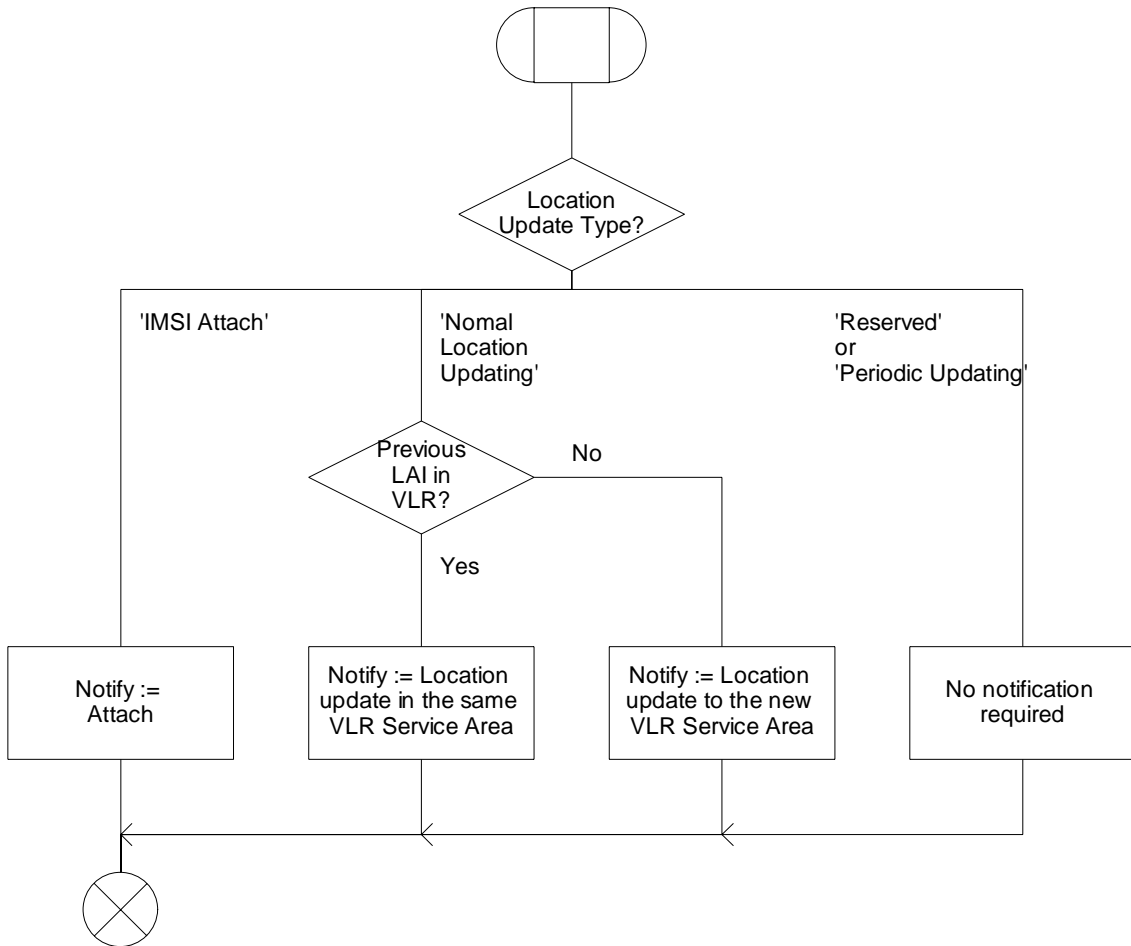 Location
Update Type?
'IMSI Attach'
'Nomal
Location
Updating'
'Reserved'
or
'Periodic Updating'
Previous
LAI in
VLR?
No
Yes
Notify :=
Attach
Notify := Location
update in the same
VLR Service Area
Notify := Location
update to the new
VLR Service Area
No notification
required